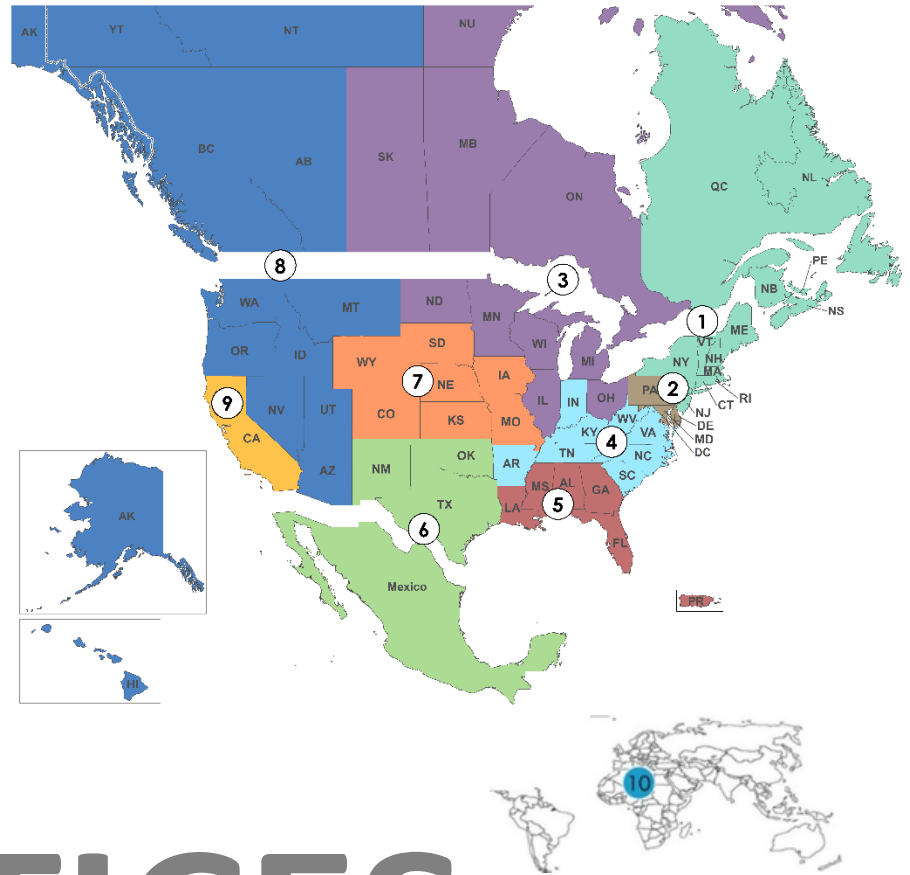 AK
YT
NT
NU
BC
AB
SK
MB
ON
QC
NL
PE
NB
NS
8
3
1
WA
MT
ND
MN
WI
MI
ME
VT
NH
MA
NY
RI
CT
OR
ID
WY
SD
7
NE
IA
IL
IN
OH
PA
2
NJ
DE
MD
DC
9
CA
NV
UT
CO
KS
MO
KY
WV
VA
4
TN
NC
SC
AZ
NM
OK
AR
TX
6
LA
MS
AL
GA
5
FL
Mexico
PR
AK
HI
10